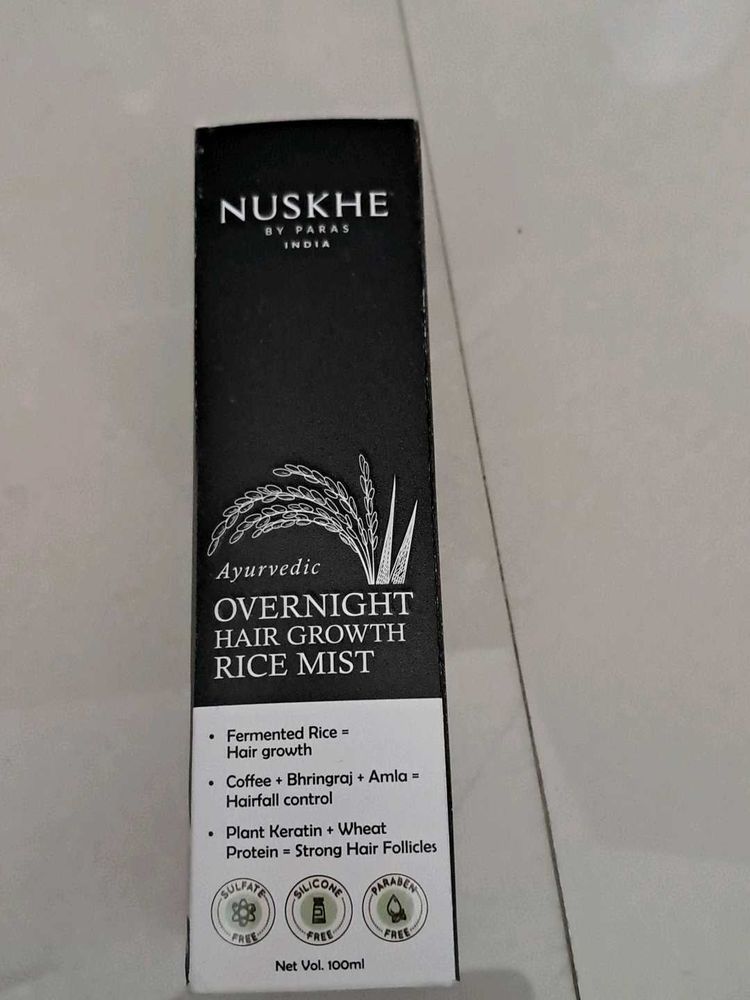 NUSKHE
BY PARAS
INDIA
Ayurvedic
OVERNIGHT
HAIR GROWTH
RICE MIST
• Fermented Rice =
Hair growth
• Coffee + Bhringraj + Amla =
Hairfall control
• Plant Keratin + Wheat
Protein = Strong Hair Follicles
SULFATE
FREE
SILICONE
FREE
PARABEN
FREE
Net Vol. 100ml